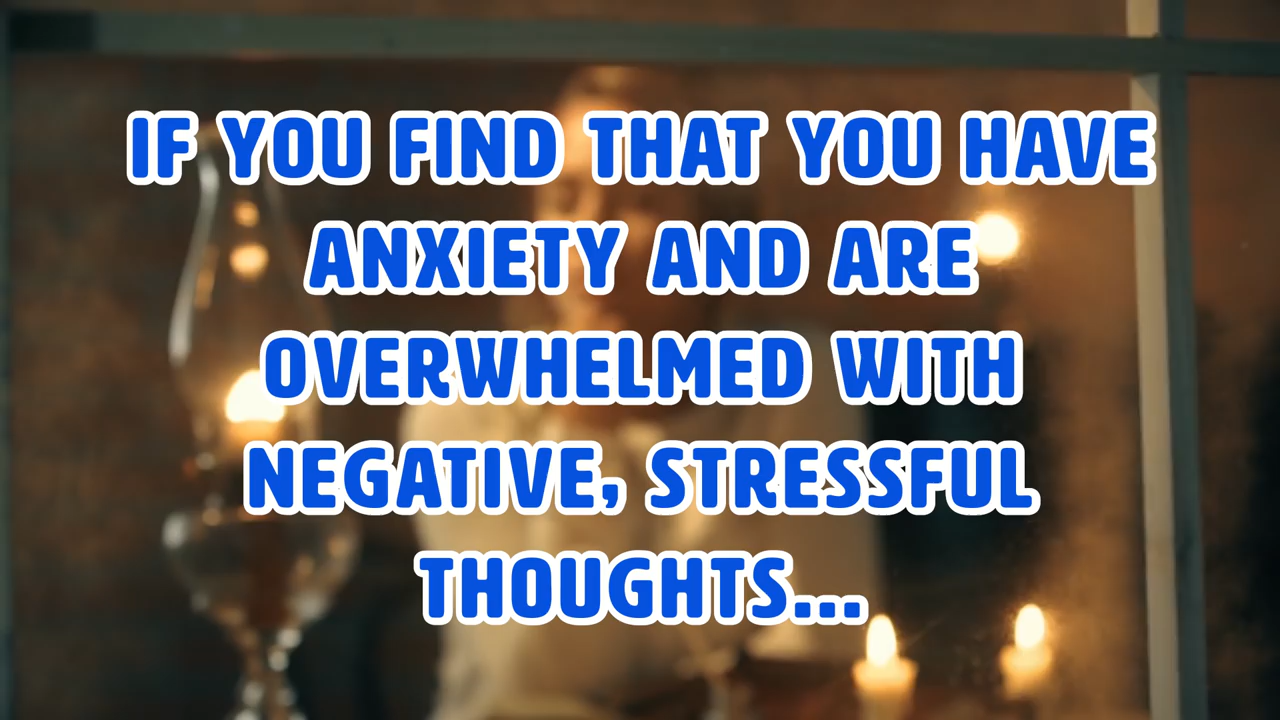 IF YOU FIND THAT YOU HAVE
ANXIETY AND ARE
OVERWHELMED WITH
NEGATIVE, STRESSFUL
THOUGHTS...